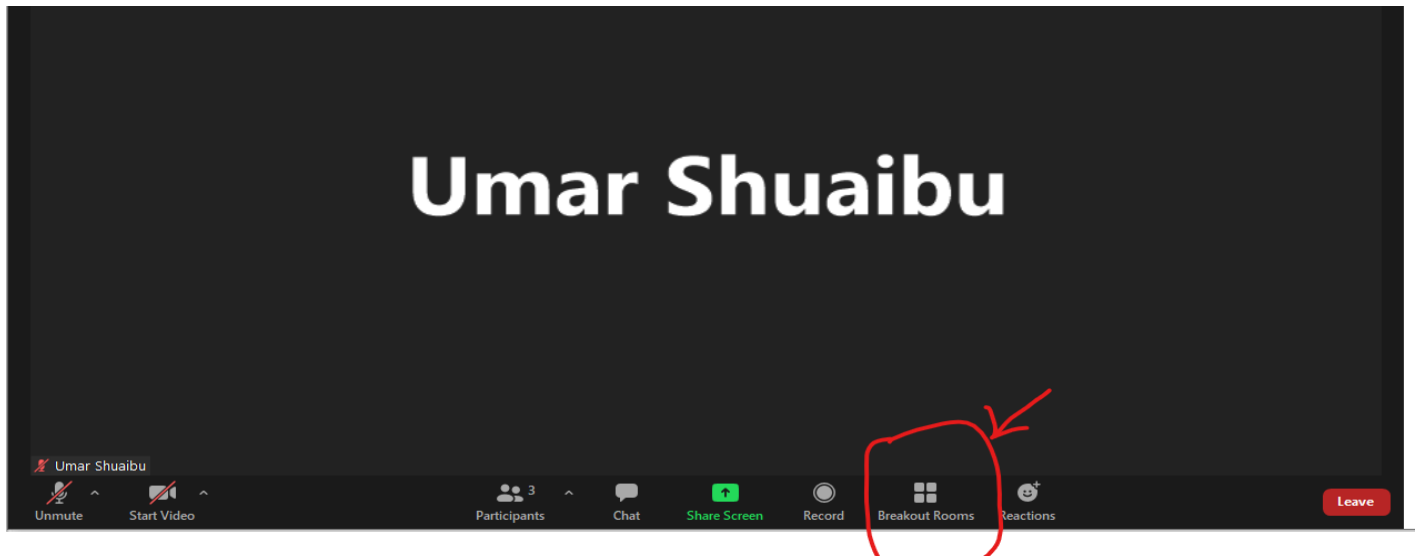 Umar Shuaibu
Umar Shuaibu
3
Unmute Start Video Participants Chat Share Screen Record Breakout Rooms Reactions Leave